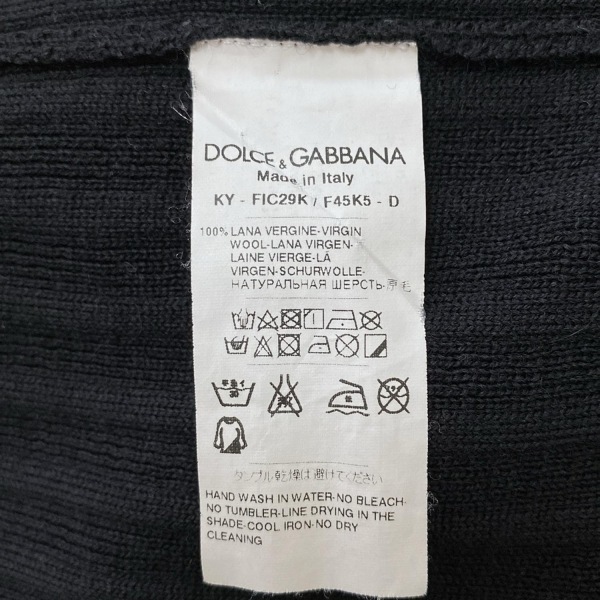 DOLCE & GABBANA
Made in Italy
KY - FIC29K / F45K5 - D
100% LANA VERGINE-VIRGIN
WOOL-LANA VIRGEN-
LAINE VIERGE-LÃ
VIRGEN-SCHURWOLLE-
НАТУРАЛЬНАЯ ШЕРСТЬ-原毛
手洗イ
30
タンブル乾燥は避けてください
HAND WASH IN WATER-NO BLEACH-
NO TUMBLER-LINE DRYING IN THE
SHADE-COOL IRON-NO DRY
CLEANING